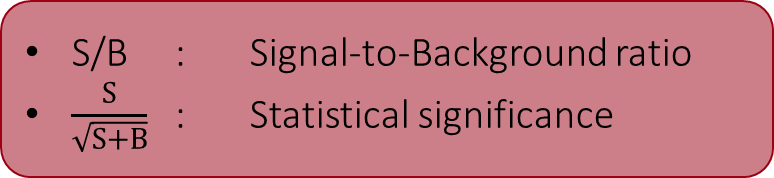 • S/B : Signal-to-Background ratio
• S/√(S+B) : Statistical significance